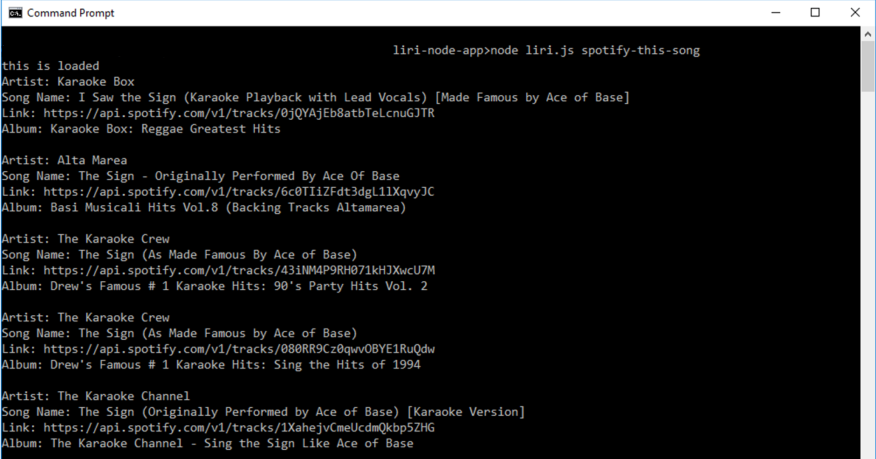 Command Prompt
liri-node-app>node liri.js spotify-this-song
this is loaded
Artist: Karaoke Box
Song Name: I Saw the Sign (Karaoke Playback with Lead Vocals) [Made Famous by Ace of Base]
Link: https://api.spotify.com/v1/tracks/0jQYAjEb8atbTeLcnuGJTR
Album: Karaoke Box: Reggae Greatest Hits
Artist: Alta Marea
Song Name: The Sign - Originally Performed By Ace Of Base
Link: https://api.spotify.com/v1/tracks/6c0TIiZFdt3dgL1lXqvyJC
Album: Basi Musicali Hits Vol.8 (Backing Tracks Altamarea)
Artist: The Karaoke Crew
Song Name: The Sign (As Made Famous By Ace of Base)
Link: https://api.spotify.com/v1/tracks/43iNM4P9RH071kHJXwcU7M
Album: Drew's Famous # 1 Karaoke Hits: 90's Party Hits Vol. 2
Artist: The Karaoke Crew
Song Name: The Sign (As Made Famous by Ace of Base)
Link: https://api.spotify.com/v1/tracks/080RR9Cz0qwvOBYE1RuQdw
Album: Drew's Famous # 1 Karaoke Hits: Sing the Hits of 1994
Artist: The Karaoke Channel
Song Name: The Sign (Originally Performed by Ace of Base) [Karaoke Version]
Link: https://api.spotify.com/v1/tracks/1XahejvCmeUcdmQkbp5ZHG
Album: The Karaoke Channel - Sing the Sign Like Ace of Base